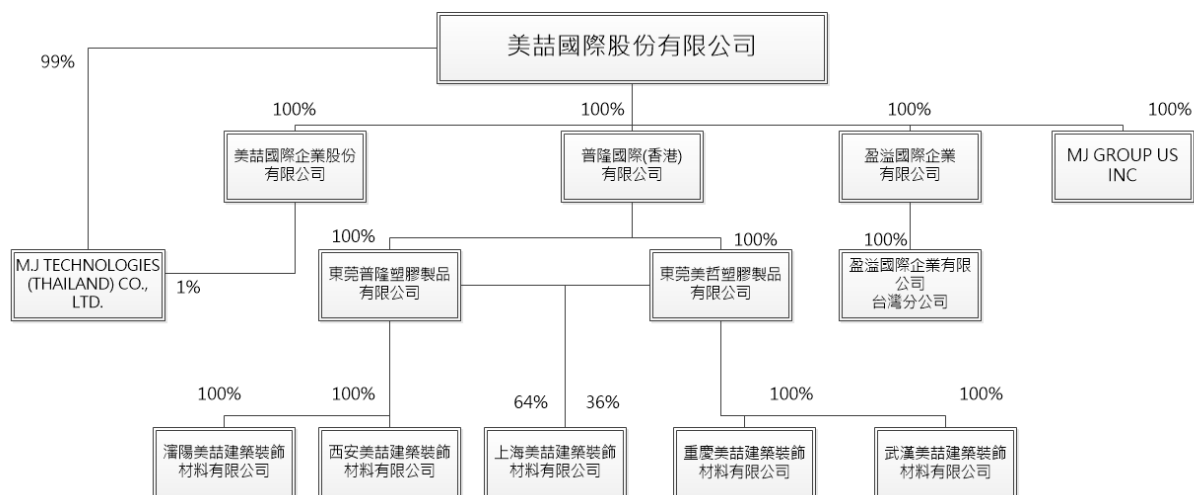 美喆國際股份有限公司
99%
100%
100%
100%
100%
美喆國際企業股份
有限公司
普隆國際(香港)
有限公司
盈溢國際企業
有限公司
MJ GROUP US
INC
100%
100%
100%
M.J TECHNOLOGIES
(THAILAND) CO.,
LTD.
1%
東莞普隆塑膠製品
有限公司
東莞美哲塑膠製品
有限公司
盈溢國際企業有限
公司
台灣分公司
100%
100%
64%
36%
100%
100%
瀋陽美喆建築裝飾
材料有限公司
西安美喆建築裝飾
材料有限公司
上海美喆建築裝飾
材料有限公司
重慶美喆建築裝飾
材料有限公司
武漢美喆建築裝飾
材料有限公司